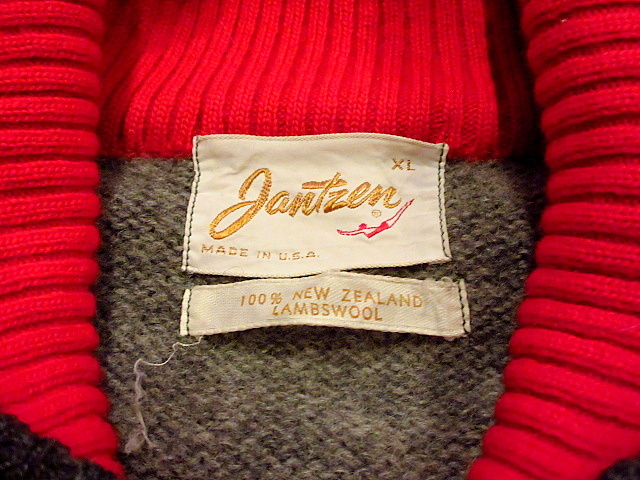 XL
Jantzen®
MADE IN U.S.A.
100% NEW ZEALAND
LAMBSWOOL